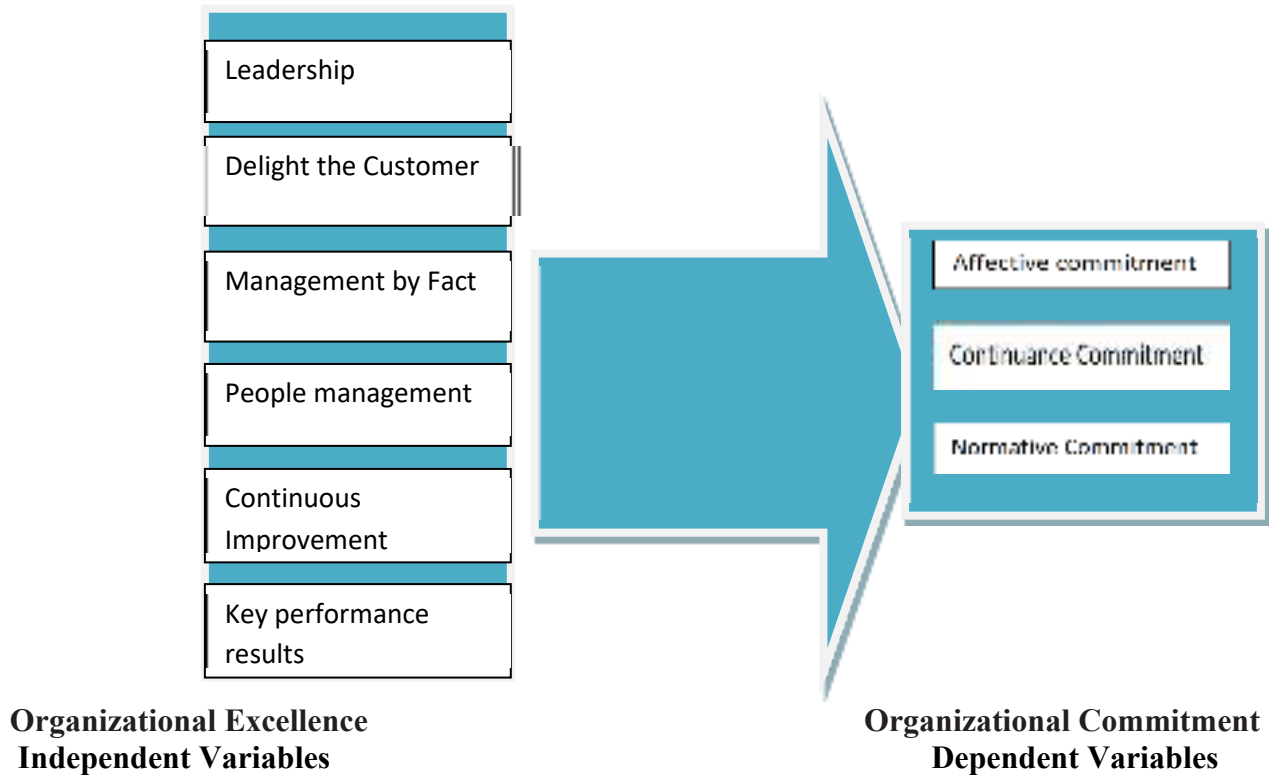 Leadership
Delight the Customer
Management by Fact
People management
Continuous
Improvement
Key performance
results
Affective commitment
Continuance Commitment
Normative Commitment
Organizational Excellence
Independent Variables
Organizational Commitment
Dependent Variables